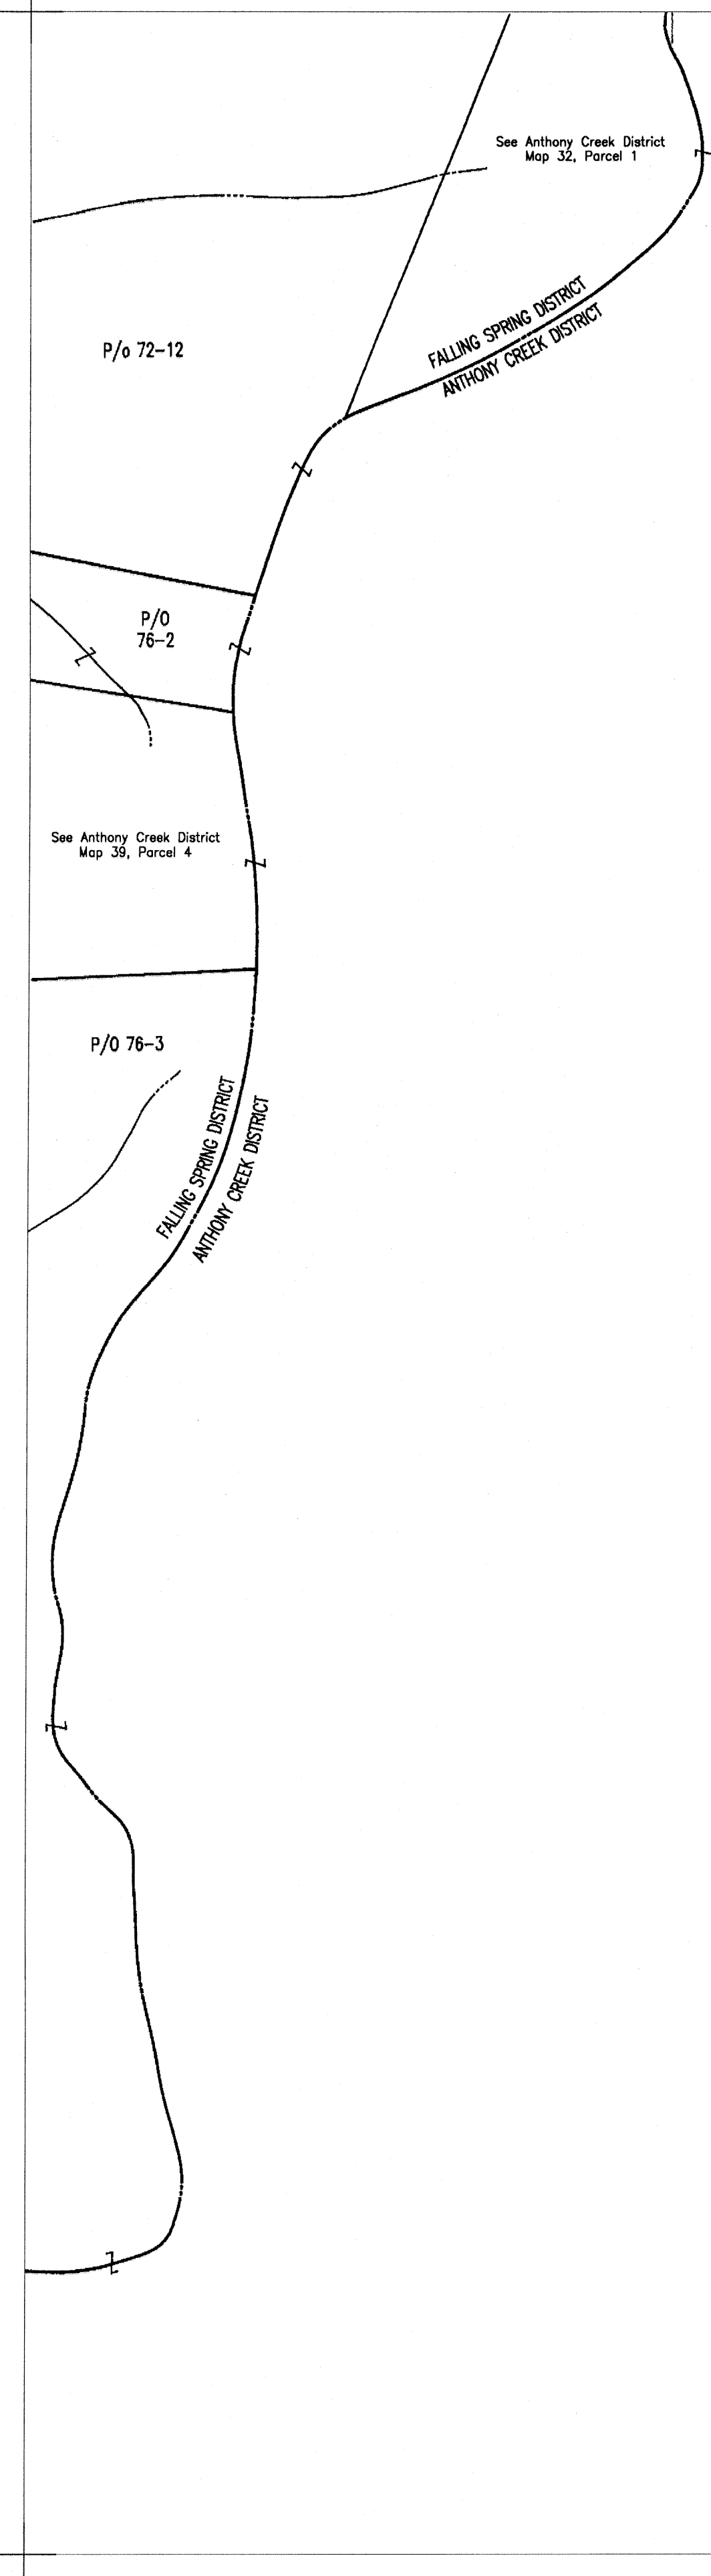 See Anthony Creek District
Map 32, Parcel 1
FALLING SPRING DISTRICT
ANTHONY CREEK DISTRICT
P/o 72-12
P/O
76-2
See Anthony Creek District
Map 39, Parcel 4
P/O 76-3
FALLING SPRING DISTRICT
ANTHONY CREEK DISTRICT